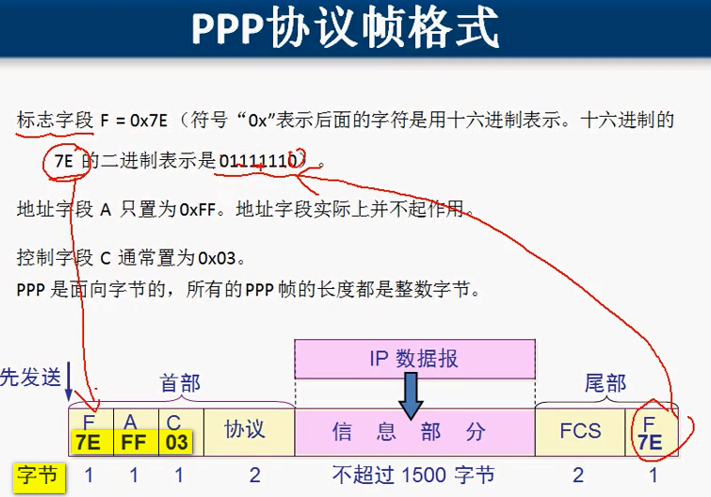 PPP协议帧格式
标志字段 F = 0x7E （符号“0x”表示后面的字符是用十六进制表示。十六进制的
7E 的二进制表示是 01111110）。
地址字段 A 只置为 0xFF。地址字段实际上并不起作用。
控制字段 C 通常置为 0x03。
PPP 是面向字节的，所有的PPP 帧的长度都是整数字节。
IP 数据报
先发送 首部 尾部
F A C 协议 信 息 部 分 FCS F
7E FF 03 7E
字节 1 1 1 2 不超过 1500 字节 2 1